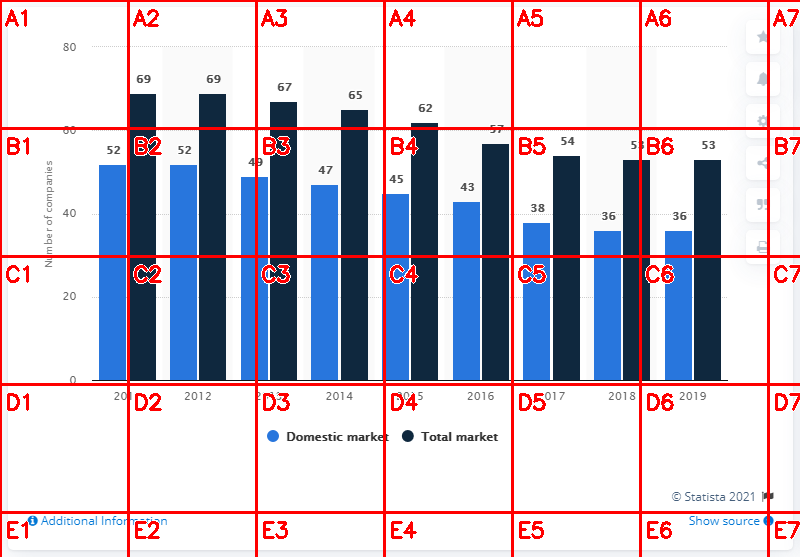 80
69 69 67 65 62 57
60
52 52 49 47 45 43 38 36 36
54 53 53
40
20
0
Number of companies
2012 2014 2015 2016 2017 2018 2019
Domestic market Total market
© Statista 2021
Additional Information
Show source
A1 A2 A3 A4 A5 A6 A7
B1 B2 B3 B4 B5 B6 B7
C1 C2 C3 C4 C5 C6 C7
D1 D2 D3 D4 D5 D6 D7
E1 E2 E3 E4 E5 E6 E7